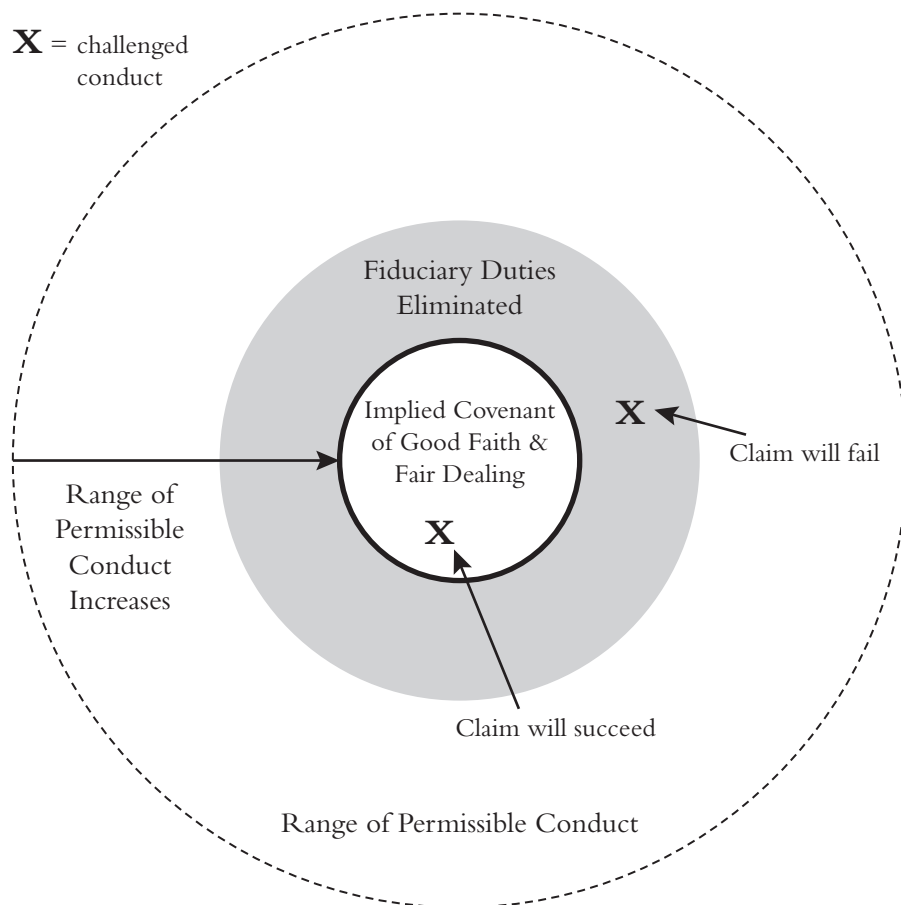 X = challenged
conduct
Fiduciary Duties
Eliminated
Implied Covenant
of Good Faith &
Fair Dealing
X
X
Claim will fail
Range of
Permissible
Conduct
Increases
Claim will succeed
Range of Permissible Conduct